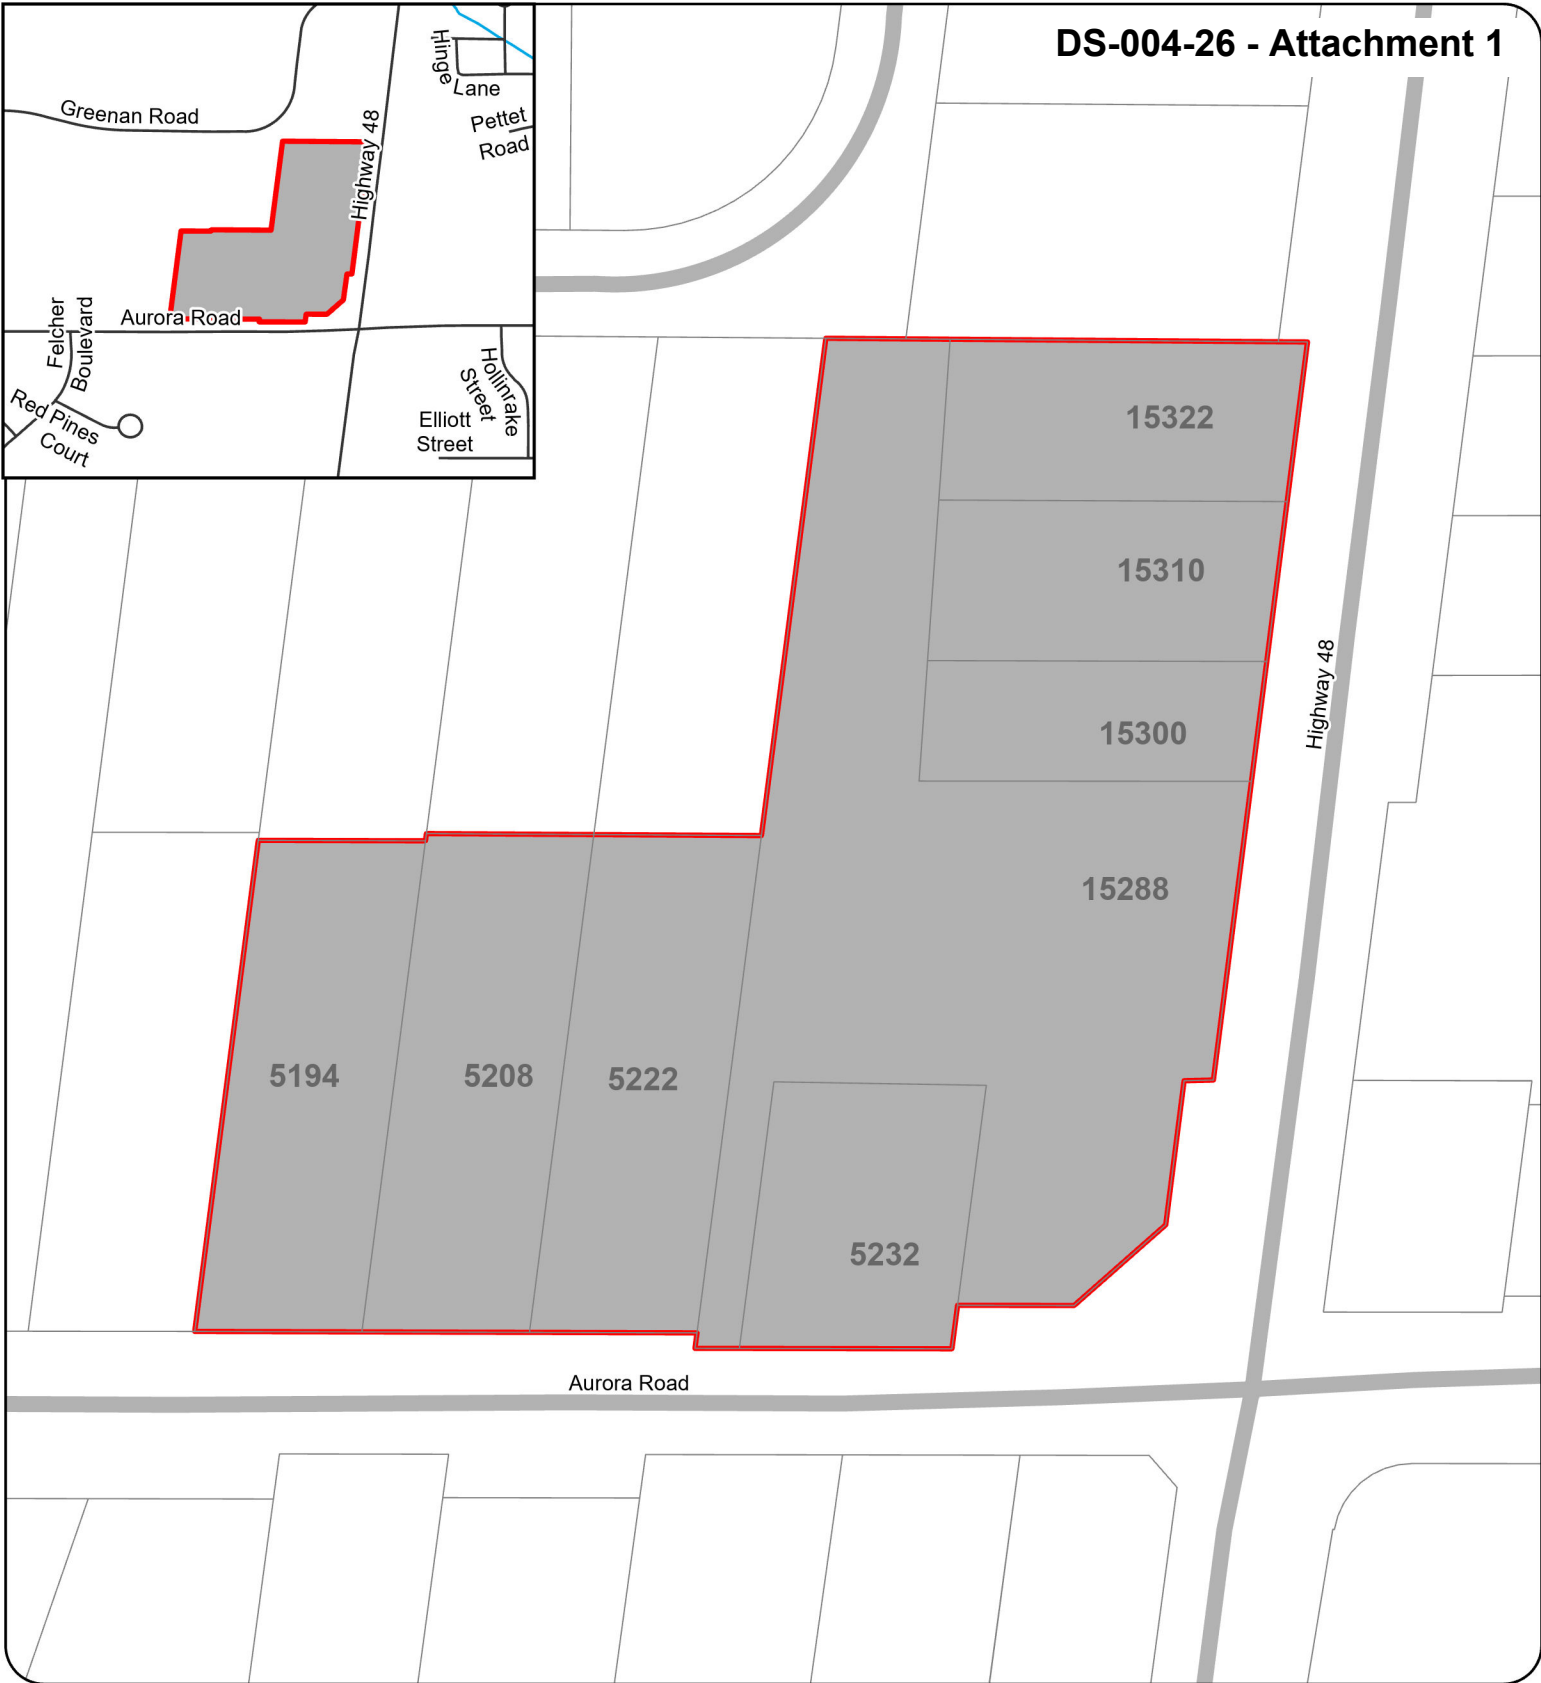 DS-004-26 - Attachment 1
Hinge
Lane
Greenan Road
Pettet
Road
Highway 48
Aurora Road
Felcher
Boulevard
Red Pines
Court
Hollinrake
Street
Elliott
Street
15322
15310
15300
Highway 48
15288
5194
5208
5222
5232
Aurora Road